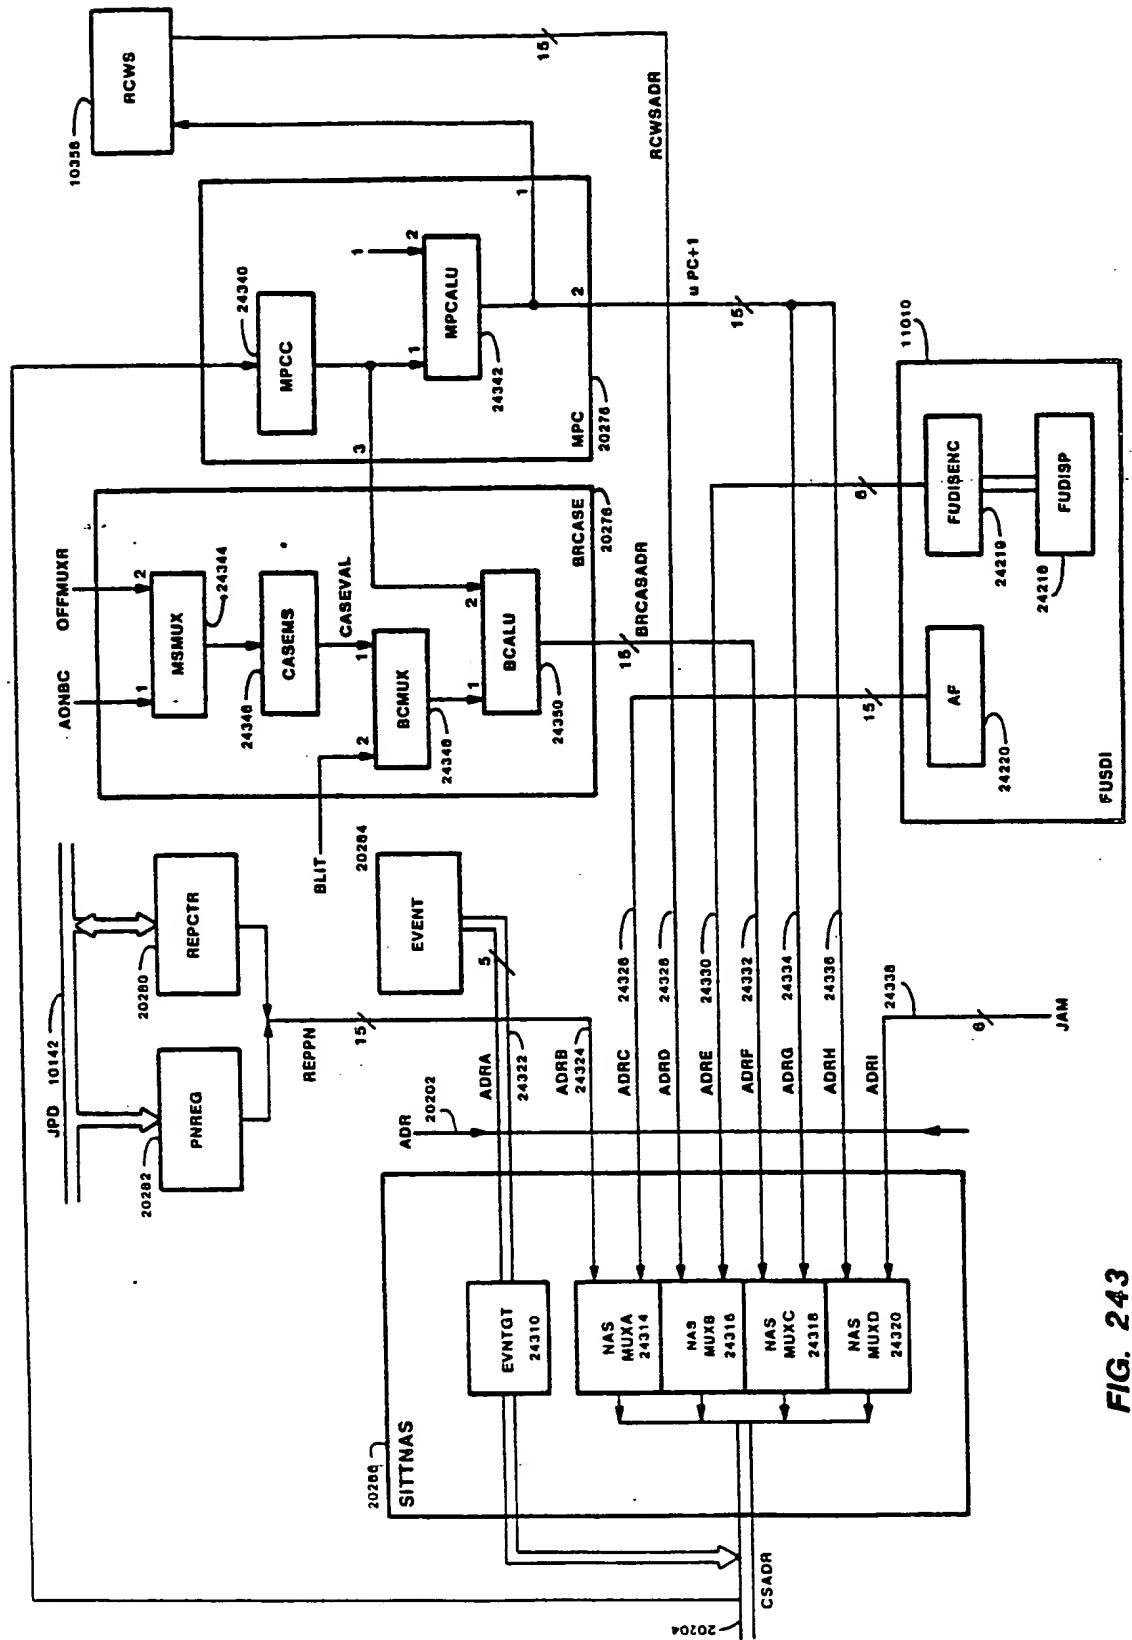 20204
CSADR
20286
SITTNAS
EVNTGT
24310
NAS
MUXA
24314
NAS
MUXB
24316
NAS
MUXC
24318
NAS
MUXD
24320
ADR
20202
JPD
10142
20282
PNREG
20280
REPCTR
REPPN
15
20284
EVENT
5
ADRA
24322
ADRB
24324
ADRC
24326
ADRD
24328
ADRE
24330
ADRF
24332
ADRG
24334
ADRH
24336
ADRI
24338
6
JAM
AONBC
OFFMUXR
1
2
MSMUX
24344
CASEMS
24346
CASEVAL
BLIT
2
1
BCMUX
24348
1
2
BCALU
24350
BRCASE
20278
15
BRCASADR
3
MPCC
24340
1
1
2
MPCALU
24342
MPC
20276
1
2
10358
RCWS
15
RCWSADR
u PC+1
15
15
6
11010
AF
24220
FUDISENC
24219
FUDISP
24218
FUSDI
FIG. 243